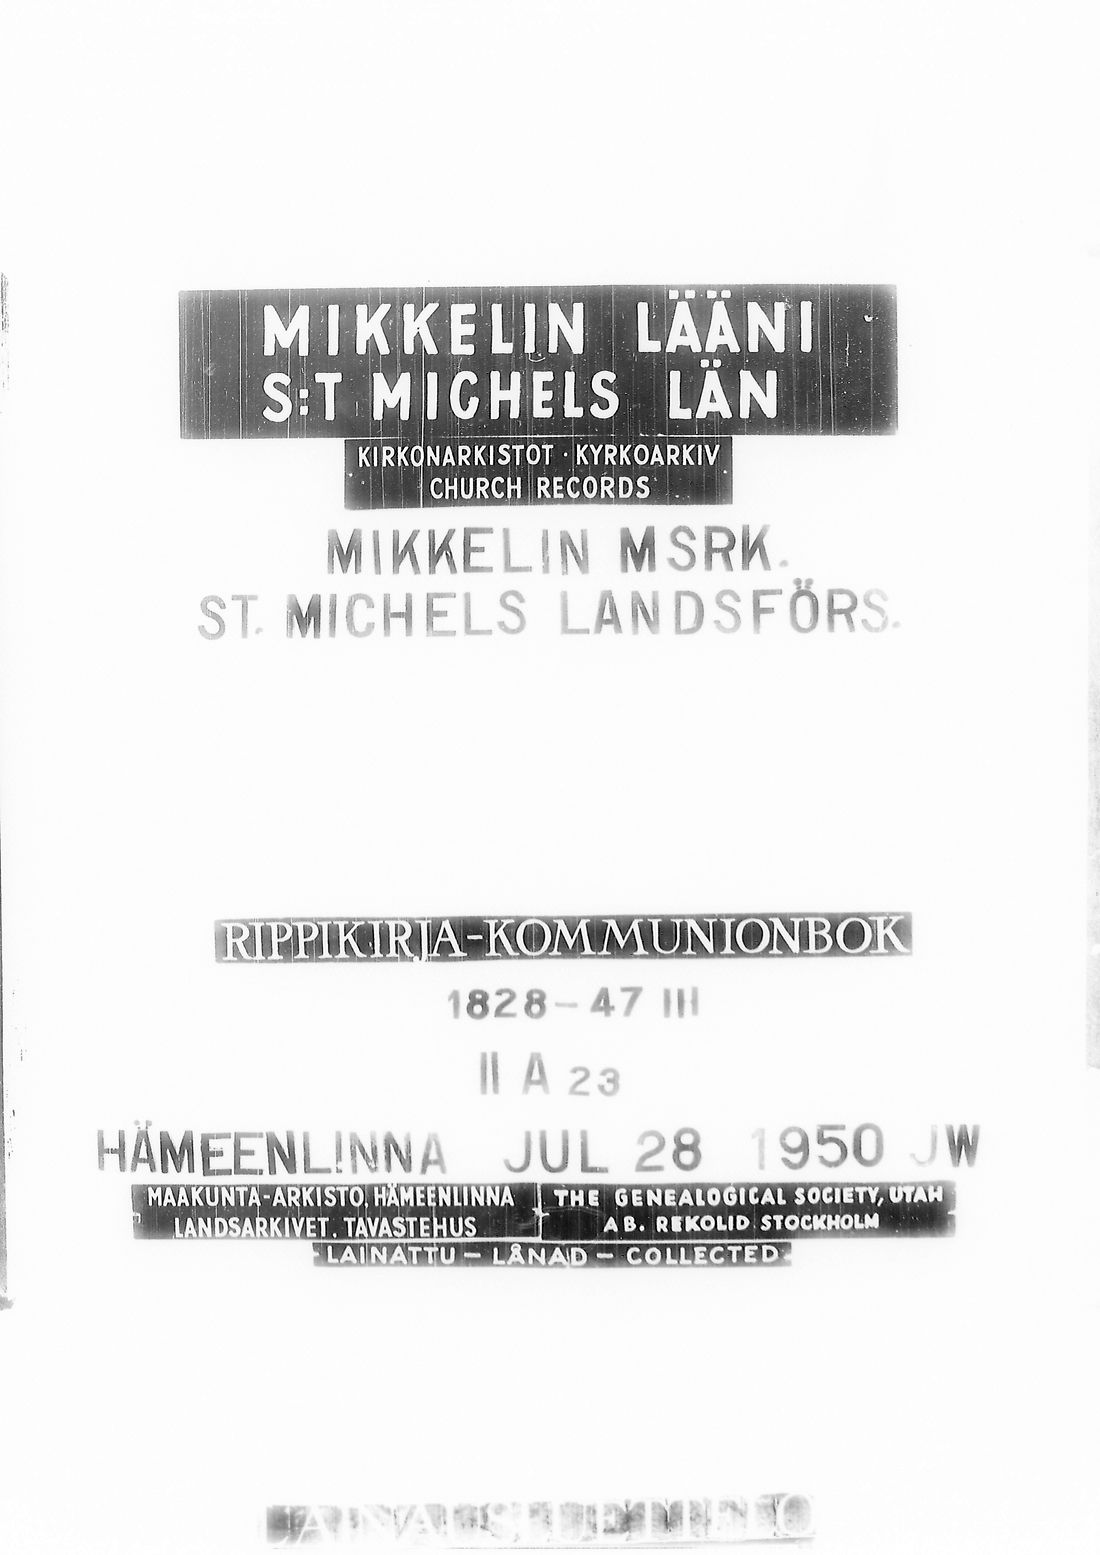 MIKKELIN LÄÄNI
S:T MICHELS LÄN
KIRKONARKISTOT · KYRKOARKIV
CHURCH RECORDS
MIKKELIN MSRK.
ST. MICHELS LANDSFÖRS.
RIPPIKIRJA-KOMMUNIONBOK
1828-47 III
II A 23
HÄMEENLINNA JUL 28 1950 JW
MAAKUNTA-ARKISTO, HÄMEENLINNA
LANDSARKIVET, TAVASTEHUS
THE GENEALOGICAL SOCIETY, UTAH
AB. REKOLID STOCKHOLM
LAINATTU - LÅNAD - COLLECTED